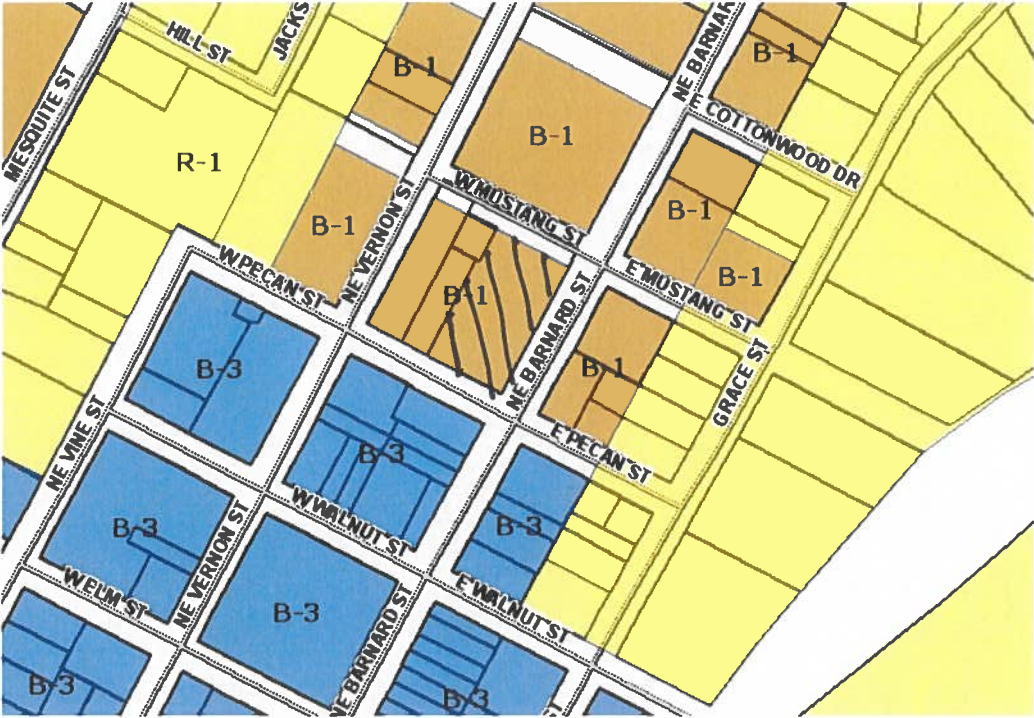 HILL ST
JACKS
B-1
B-1
NE BARNAR
MESQUITE ST
E COTTONWOOD DR
B-1
R-1
W MUSTANG ST
B-1
B-1
NE VERNON ST
W PECAN ST
E MUSTANG ST
B-1
B-1
NE BARNARD ST
B-3
B-1
GRACE ST
NE VINE ST
B-3
E PECAN ST
W WALNUT ST
B-3
B-3
NE VERNON ST
W ELM ST
B-3
NE BARNARD ST
E WALNUT ST
B-3
B-3
ST